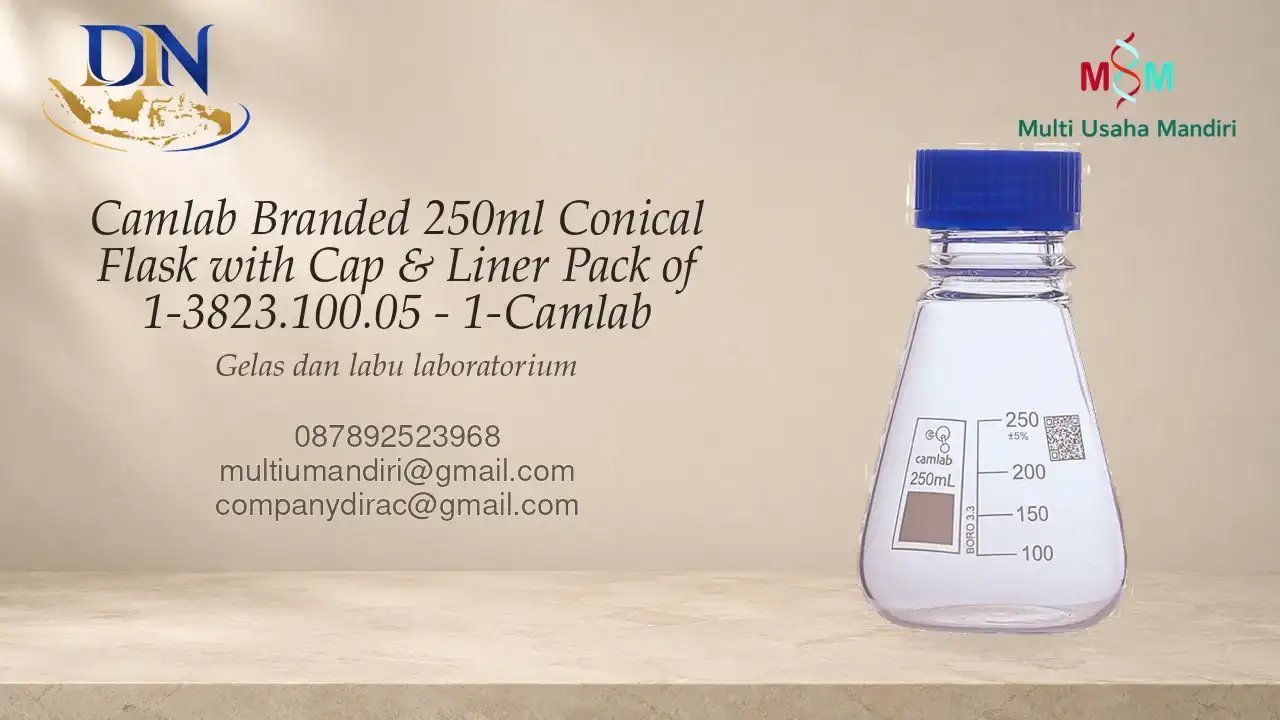 DIN
MSM
Multi Usaha Mandiri
Camlab Branded 250ml Conical
Flask with Cap & Liner Pack of
1-3823.100.05 - 1-Camlab
Gelas dan labu laboratorium
087892523968
multiumandiri@gmail.com
companydirac@gmail.com
camlab
250mL
BORO 3.3
250
±5%
200
150
100